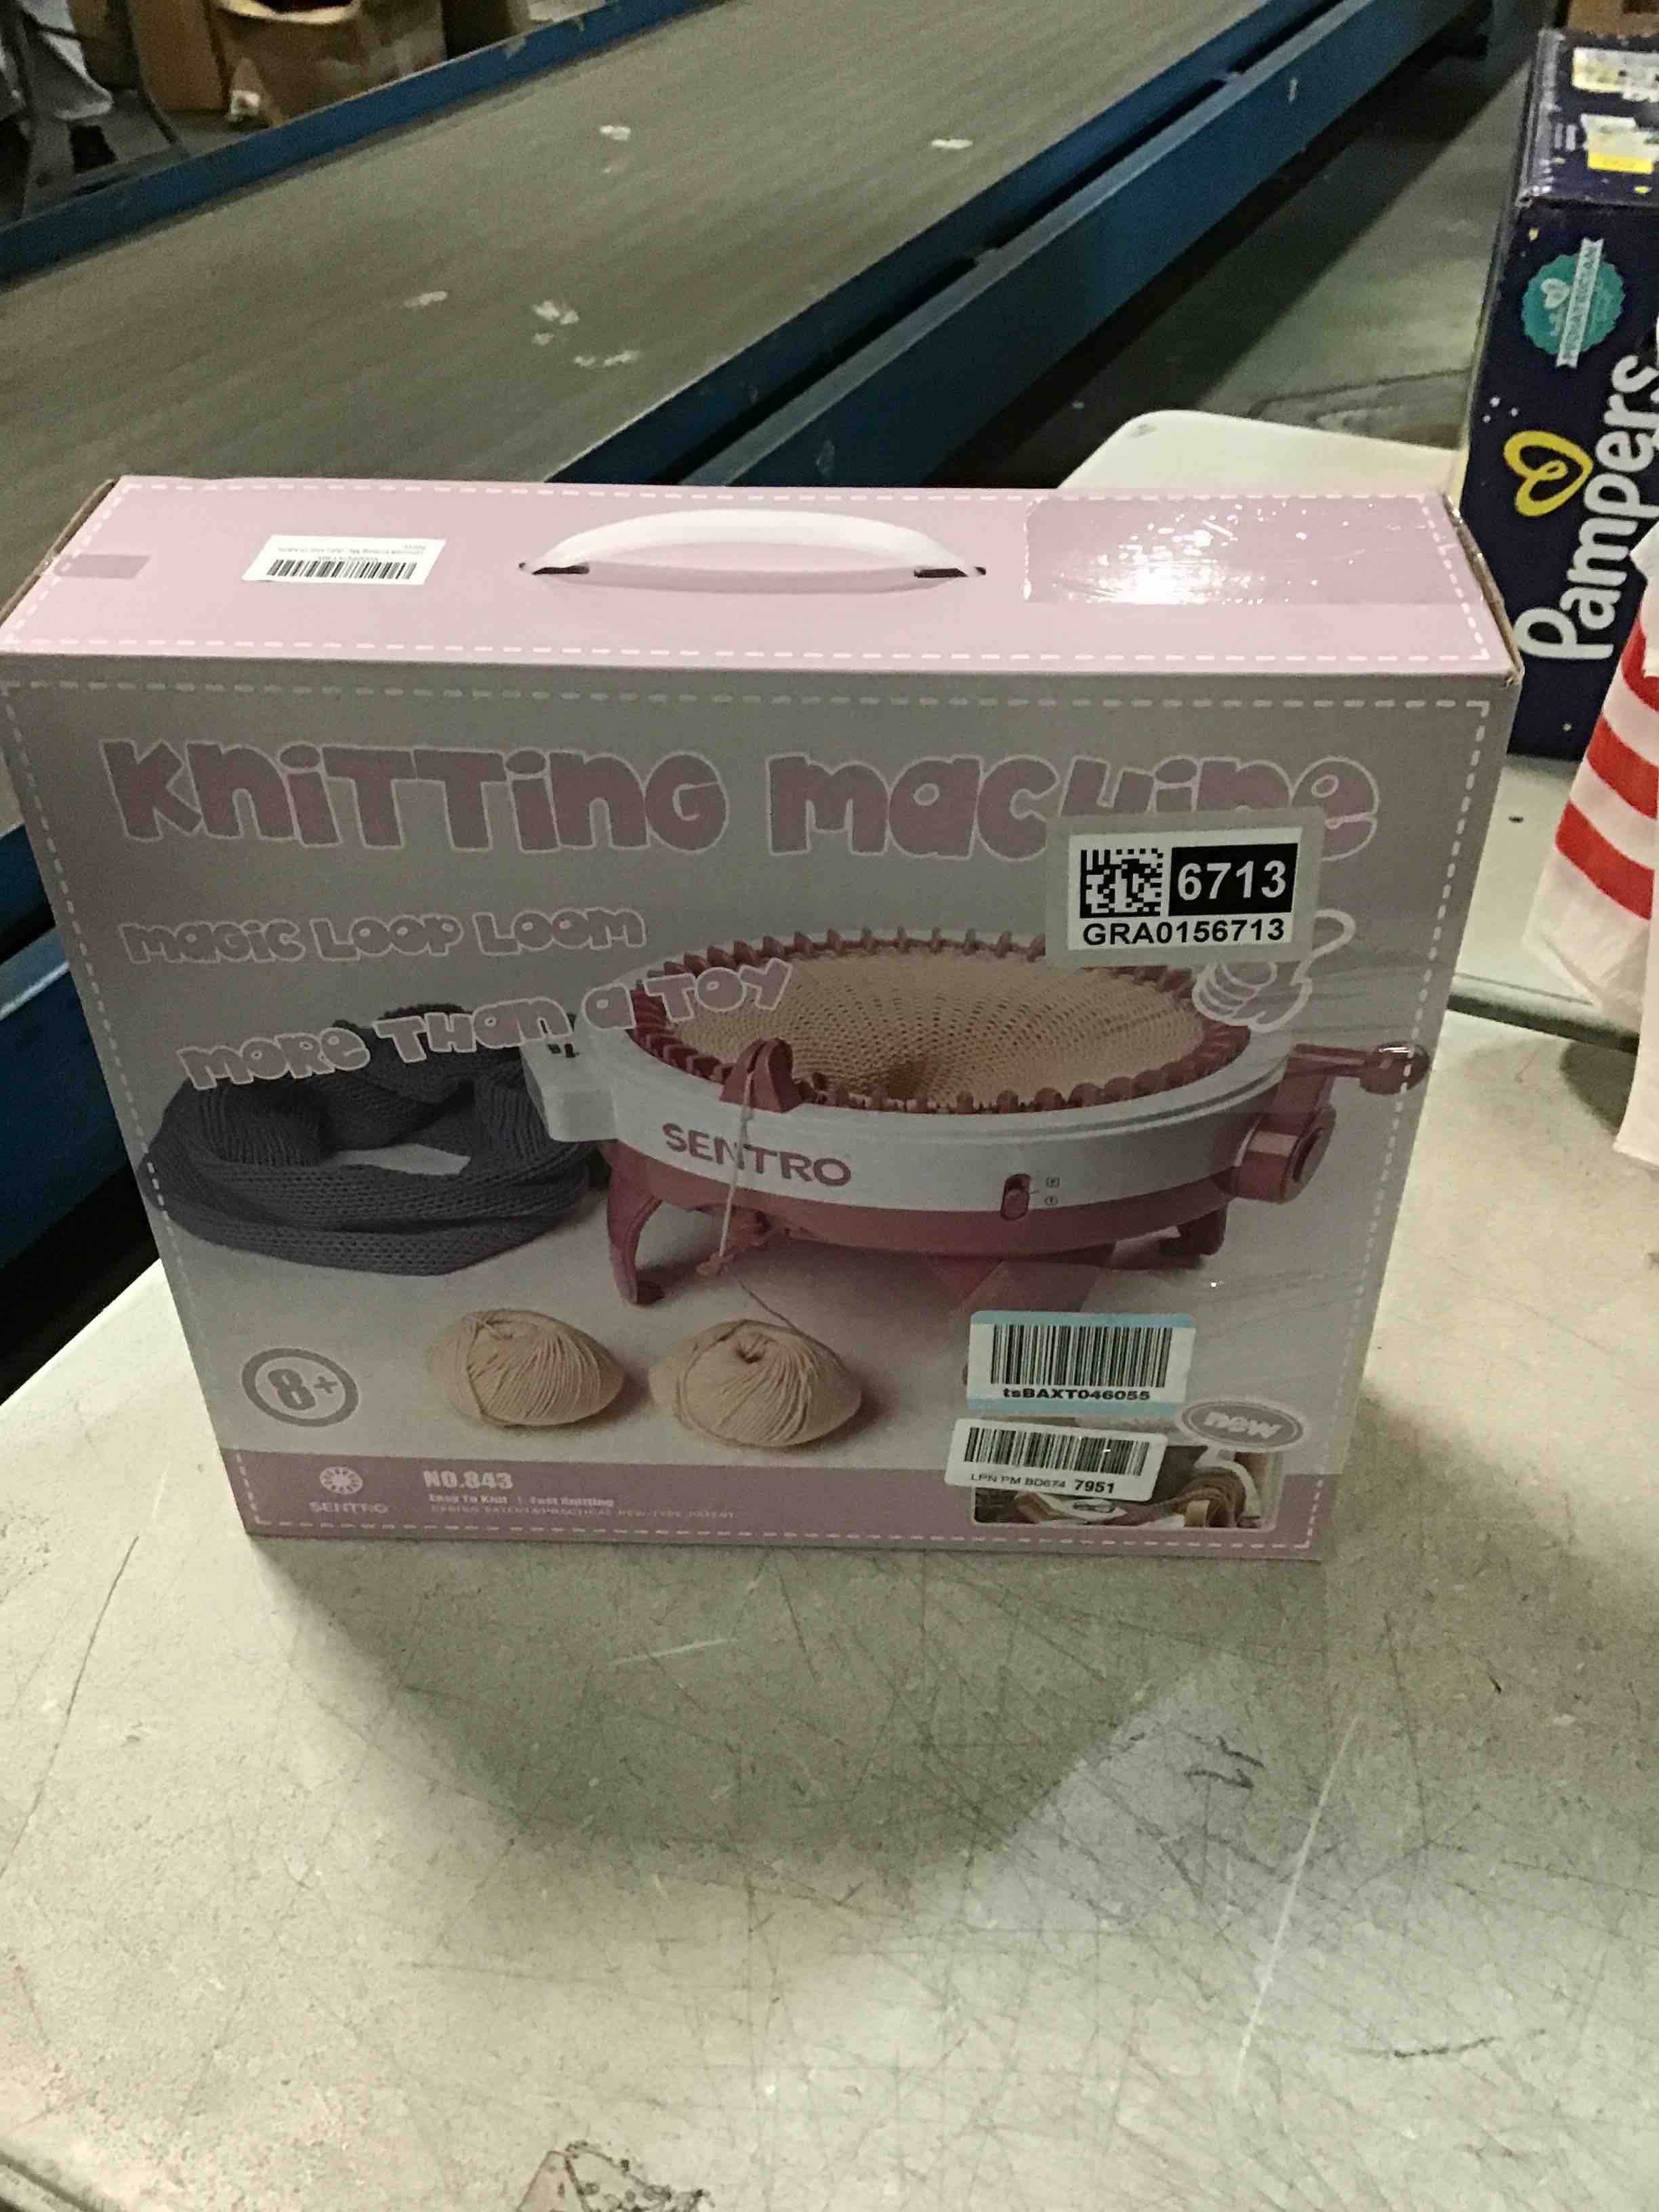 PEDIATRICIAN
Pampers
Knitting machine
6713
GRA0156713
magic Loop Loom
more Than a Toy
SENTRO
tsBAXT046055
8+
new
LPN PM BD674 7951
NO.843
SENTRO
Easy To Knit | Fast Knitting